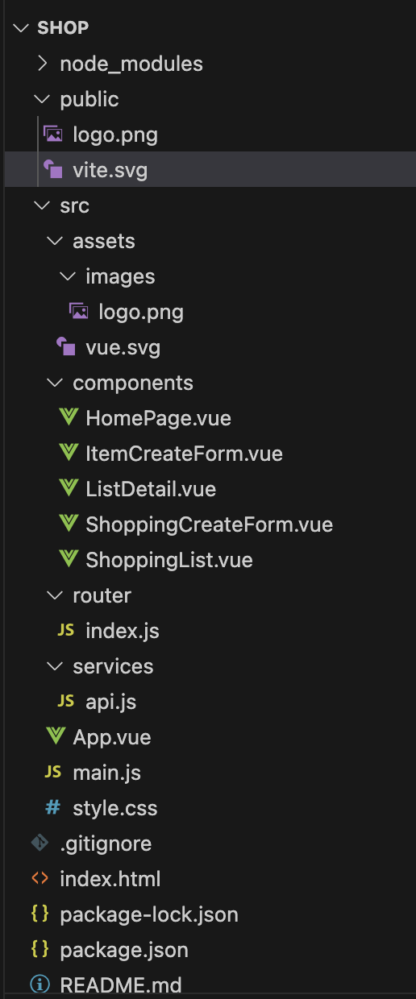 SHOP
node_modules
public
logo.png
vite.svg
src
assets
images
logo.png
vue.svg
components
HomePage.vue
ItemCreateForm.vue
ListDetail.vue
ShoppingCreateForm.vue
ShoppingList.vue
router
JS index.js
services
JS api.js
App.vue
JS main.js
# style.css
.gitignore
<> index.html
{} package-lock.json
{} package.json
README.md